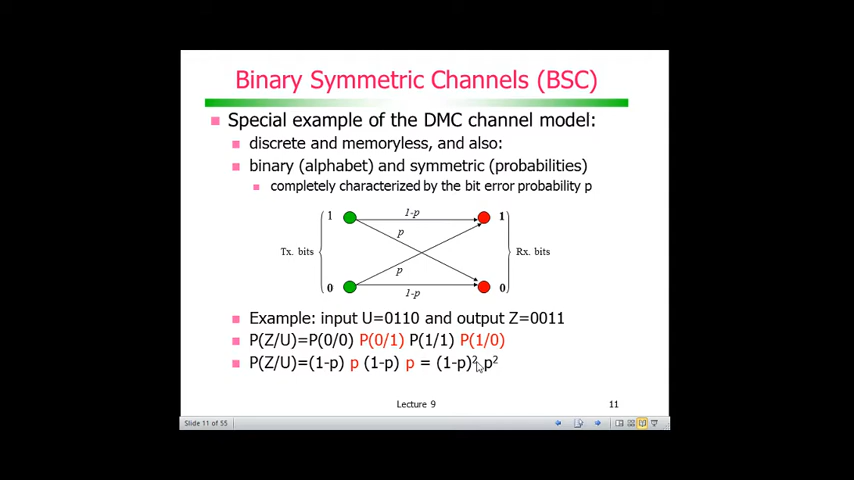 Binary Symmetric Channels (BSC)
Special example of the DMC channel model:
discrete and memoryless, and also:
binary (alphabet) and symmetric (probabilities)
completely characterized by the bit error probability p
1-p
1
1
p
Tx. bits
Rx. bits
p
0
0
1-p
Example: input U=0110 and output Z=0011
P(Z/U)=P(0/0) P(0/1) P(1/1) P(1/0)
P(Z/U)=(1-p) p (1-p) p = (1-p)² p²
Lecture 9
11
Slide 11 of 55